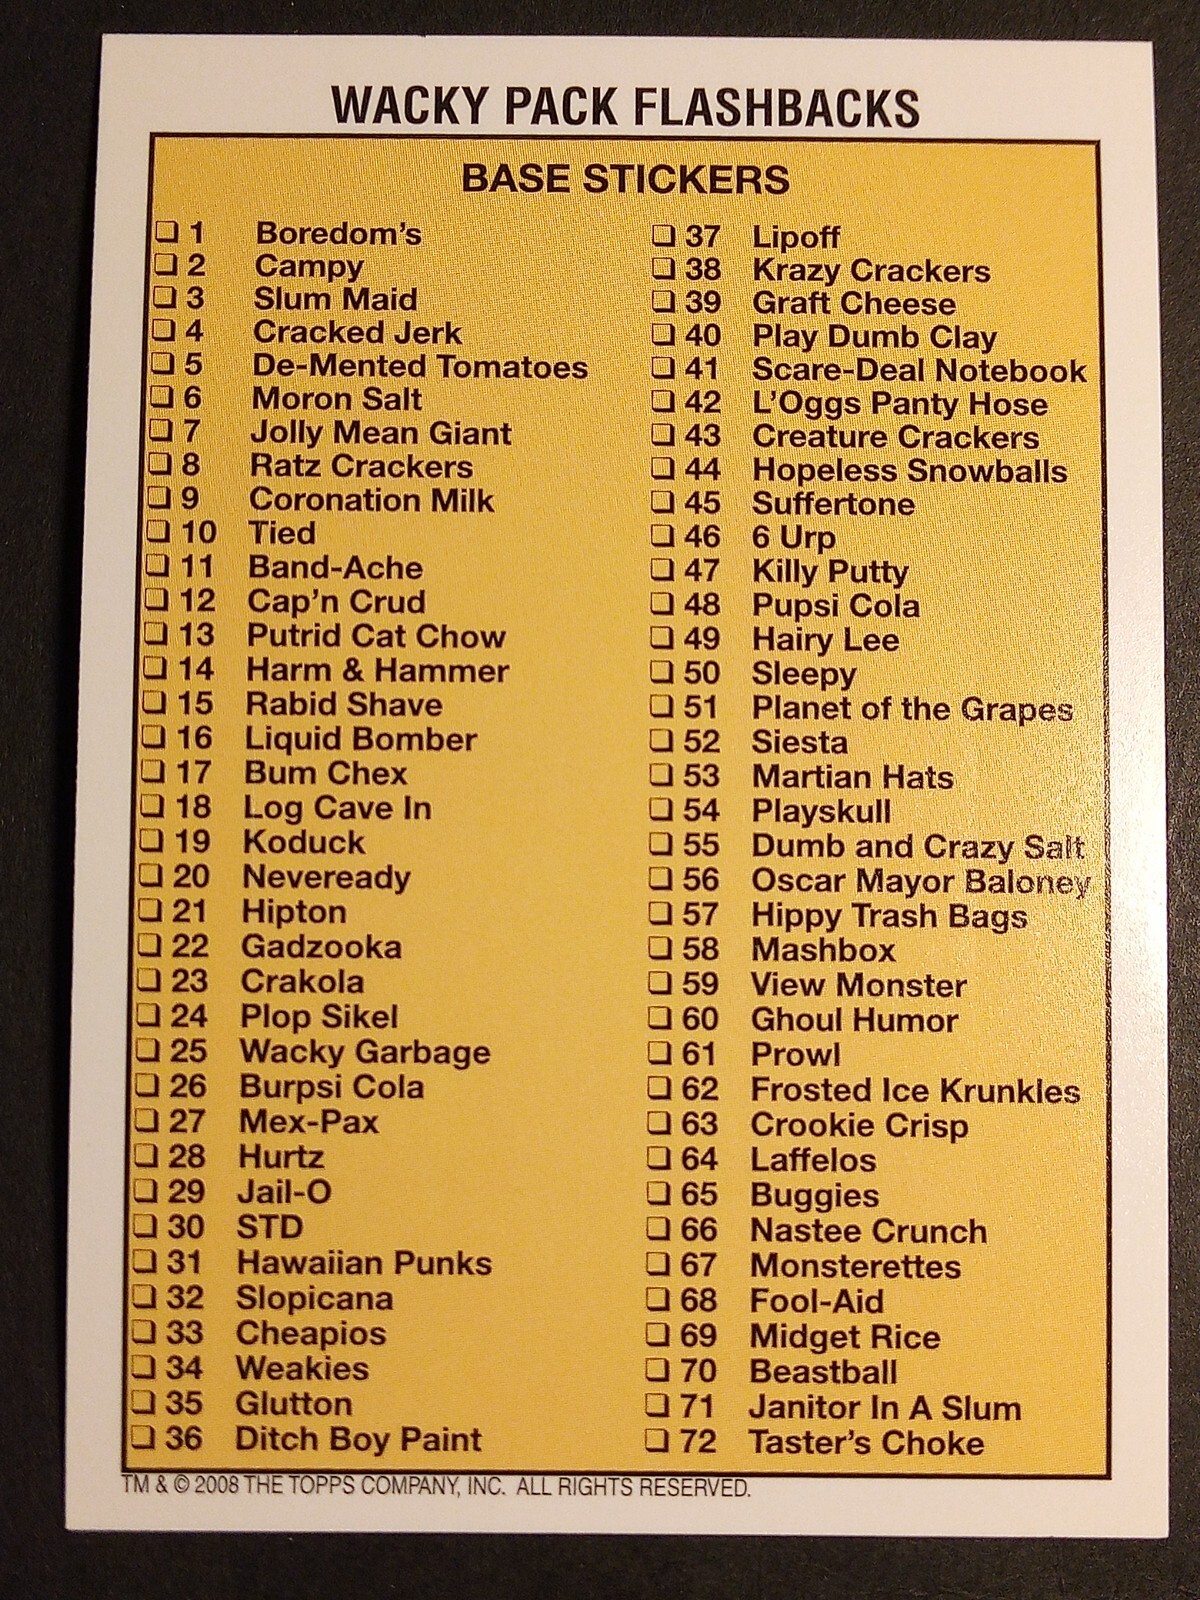 WACKY PACK FLASHBACKS
BASE STICKERS
1 Boredom's
2 Campy
3 Slum Maid
4 Cracked Jerk
5 De-Mented Tomatoes
6 Moron Salt
7 Jolly Mean Giant
8 Ratz Crackers
9 Coronation Milk
10 Tied
11 Band-Ache
12 Cap'n Crud
13 Putrid Cat Chow
14 Harm & Hammer
15 Rabid Shave
16 Liquid Bomber
17 Bum Chex
18 Log Cave In
19 Koduck
20 Neveready
21 Hipton
22 Gadzooka
23 Crakola
24 Plop Sikel
25 Wacky Garbage
26 Burpsi Cola
27 Mex-Pax
28 Hurtz
29 Jail-O
30 STD
31 Hawaiian Punks
32 Slopicana
33 Cheapios
34 Weakies
35 Glutton
36 Ditch Boy Paint
37 Lipoff
38 Krazy Crackers
39 Graft Cheese
40 Play Dumb Clay
41 Scare-Deal Notebook
42 L'Oggs Panty Hose
43 Creature Crackers
44 Hopeless Snowballs
45 Suffertone
46 6 Urp
47 Killy Putty
48 Pupsi Cola
49 Hairy Lee
50 Sleepy
51 Planet of the Grapes
52 Siesta
53 Martian Hats
54 Playskull
55 Dumb and Crazy Salt
56 Oscar Mayor Baloney
57 Hippy Trash Bags
58 Mashbox
59 View Monster
60 Ghoul Humor
61 Prowl
62 Frosted Ice Krunkles
63 Crookie Crisp
64 Laffelos
65 Buggies
66 Nastee Crunch
67 Monsterettes
68 Fool-Aid
69 Midget Rice
70 Beastball
71 Janitor In A Slum
72 Taster's Choke
TM & © 2008 THE TOPPS COMPANY, INC. ALL RIGHTS RESERVED.